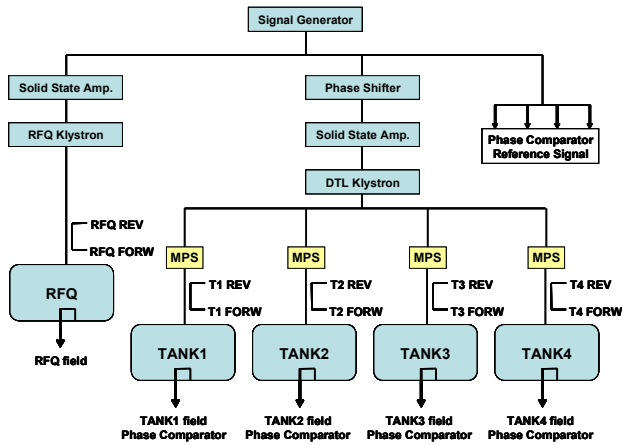 Signal Generator
Solid State Amp.
Phase Shifter
RFQ Klystron
Solid State Amp.
Phase Comparator
Reference Signal
DTL Klystron
RFQ REV
RFQ FORW
MPS
MPS
MPS
MPS
RFQ
T1 REV
T2 REV
T3 REV
T4 REV
T1 FORW
T2 FORW
T3 FORW
T4 FORW
TANK1
TANK2
TANK3
TANK4
RFQ field
TANK1 field
Phase Comparator
TANK2 field
Phase Comparator
TANK3 field
Phase Comparator
TANK4 field
Phase Comparator